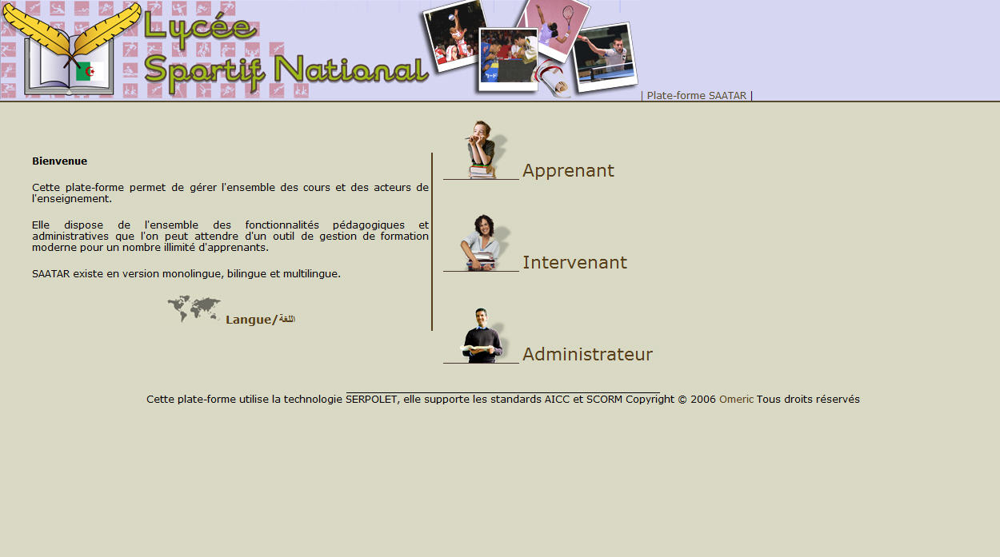 Lycée
Sportif National
| Plate-forme SAATAR |
Bienvenue
Cette plate-forme permet de gérer l'ensemble des cours et des acteurs de
l'enseignement.
Elle dispose de l'ensemble des fonctionnalités pédagogiques et
administratives que l'on peut attendre d'un outil de gestion de formation
moderne pour un nombre illimité d'apprenants.
SAATAR existe en version monolingue, bilingue et multilingue.
Langue/اللغة
Apprenant
Intervenant
Administrateur
Cette plate-forme utilise la technologie SERPOLET, elle supporte les standards AICC et SCORM Copyright © 2006 Omeric Tous droits réservés